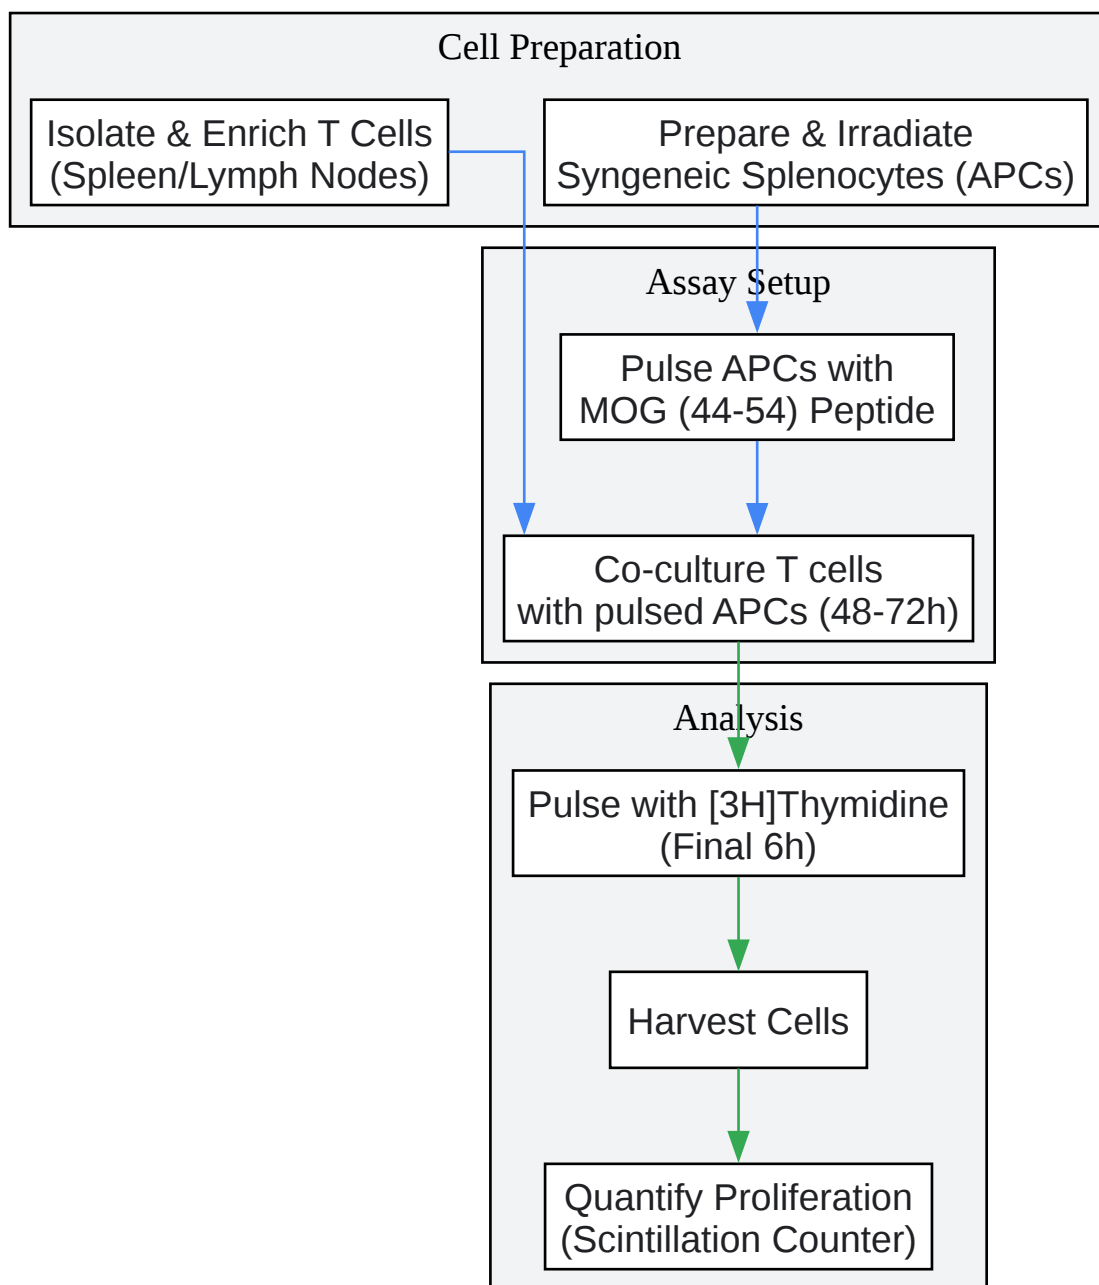 Cell Preparation
Isolate & Enrich T Cells
(Spleen/Lymph Nodes)
Prepare & Irradiate
Syngeneic Splenocytes (APCs)
Assay Setup
Pulse APCs with
MOG (44-54) Peptide
Co-culture T cells
with pulsed APCs (48-72h)
Analysis
Pulse with [3H]Thymidine
(Final 6h)
Harvest Cells
Quantify Proliferation
(Scintillation Counter)